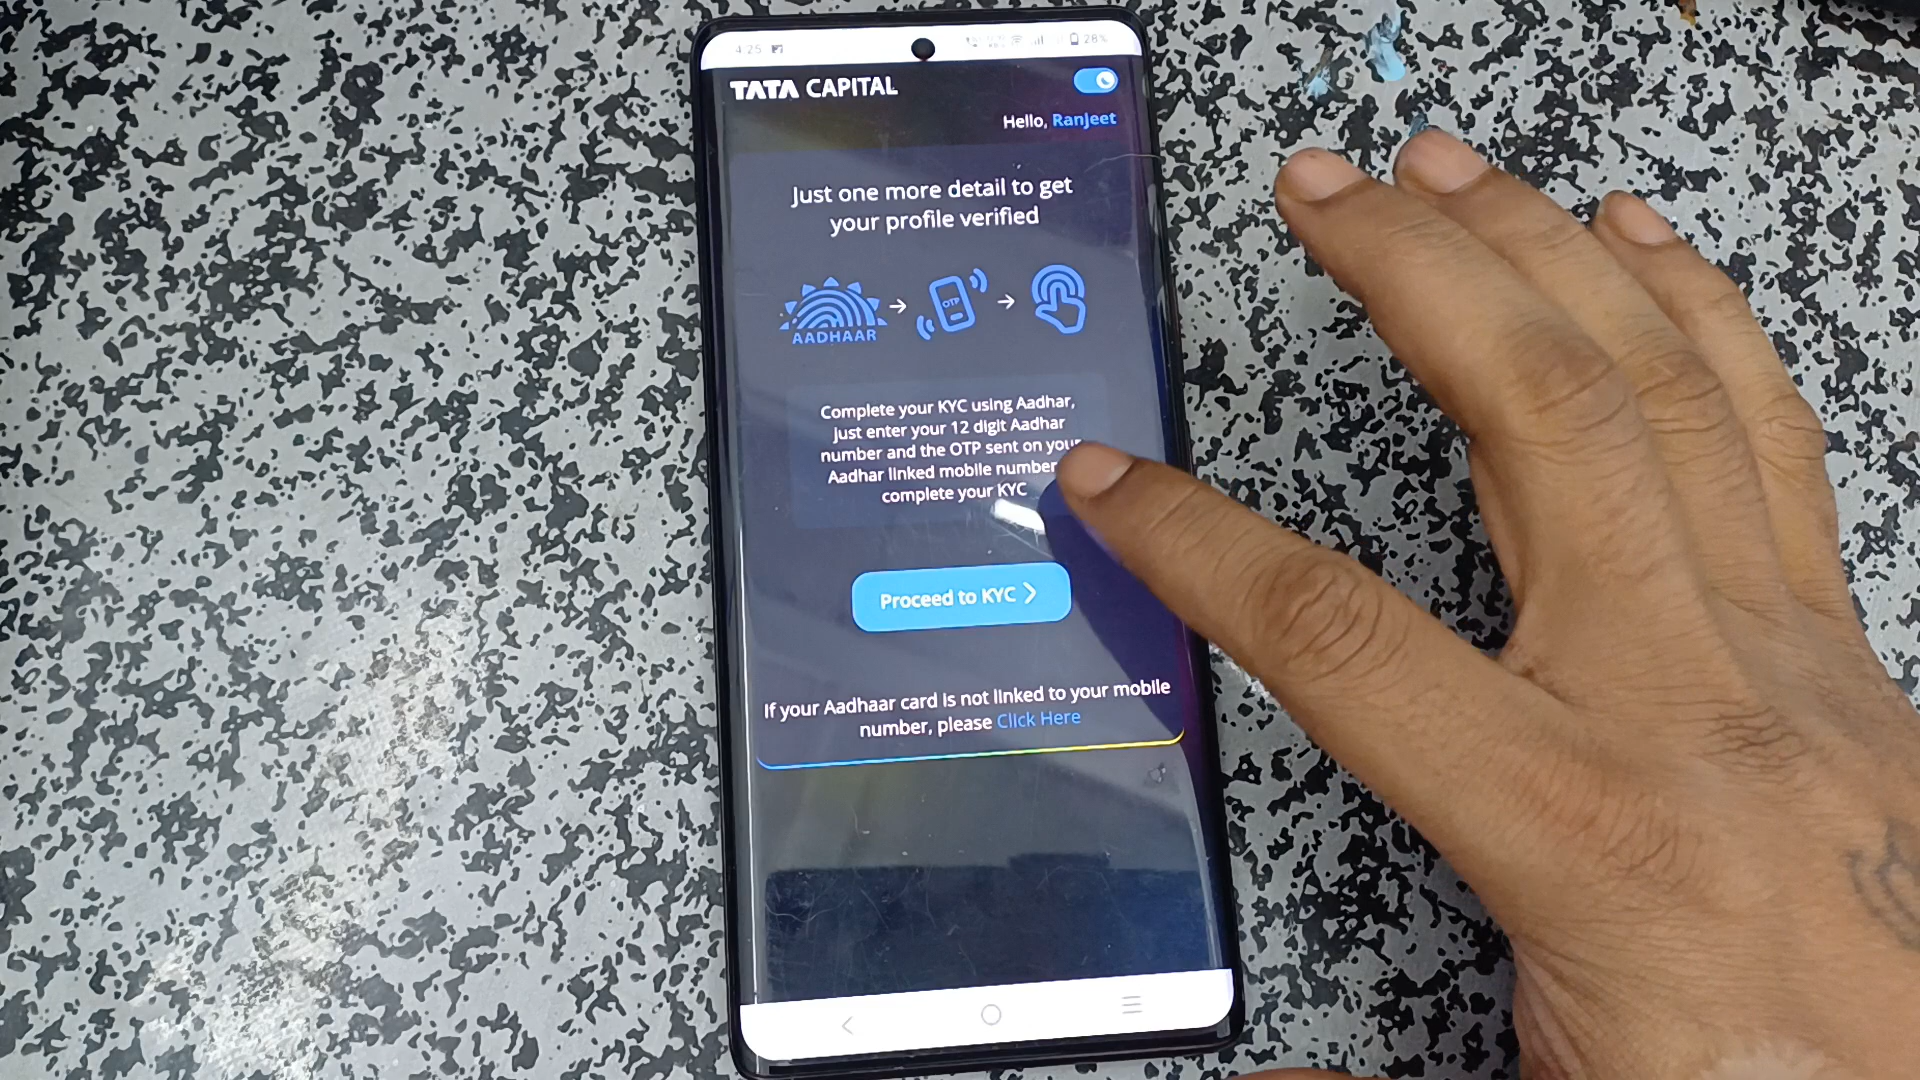 4:25
28%
TATA CAPITAL
Hello, Ranjeet
Just one more detail to get
your profile verified
AADHAAR
OTP
Complete your KYC using Aadhar,
Just enter your 12 digit Aadhar
number and the OTP sent on your
Aadhar linked mobile number
complete your KYC
Proceed to KYC
If your Aadhaar card is not linked to your mobile
number, please Click Here